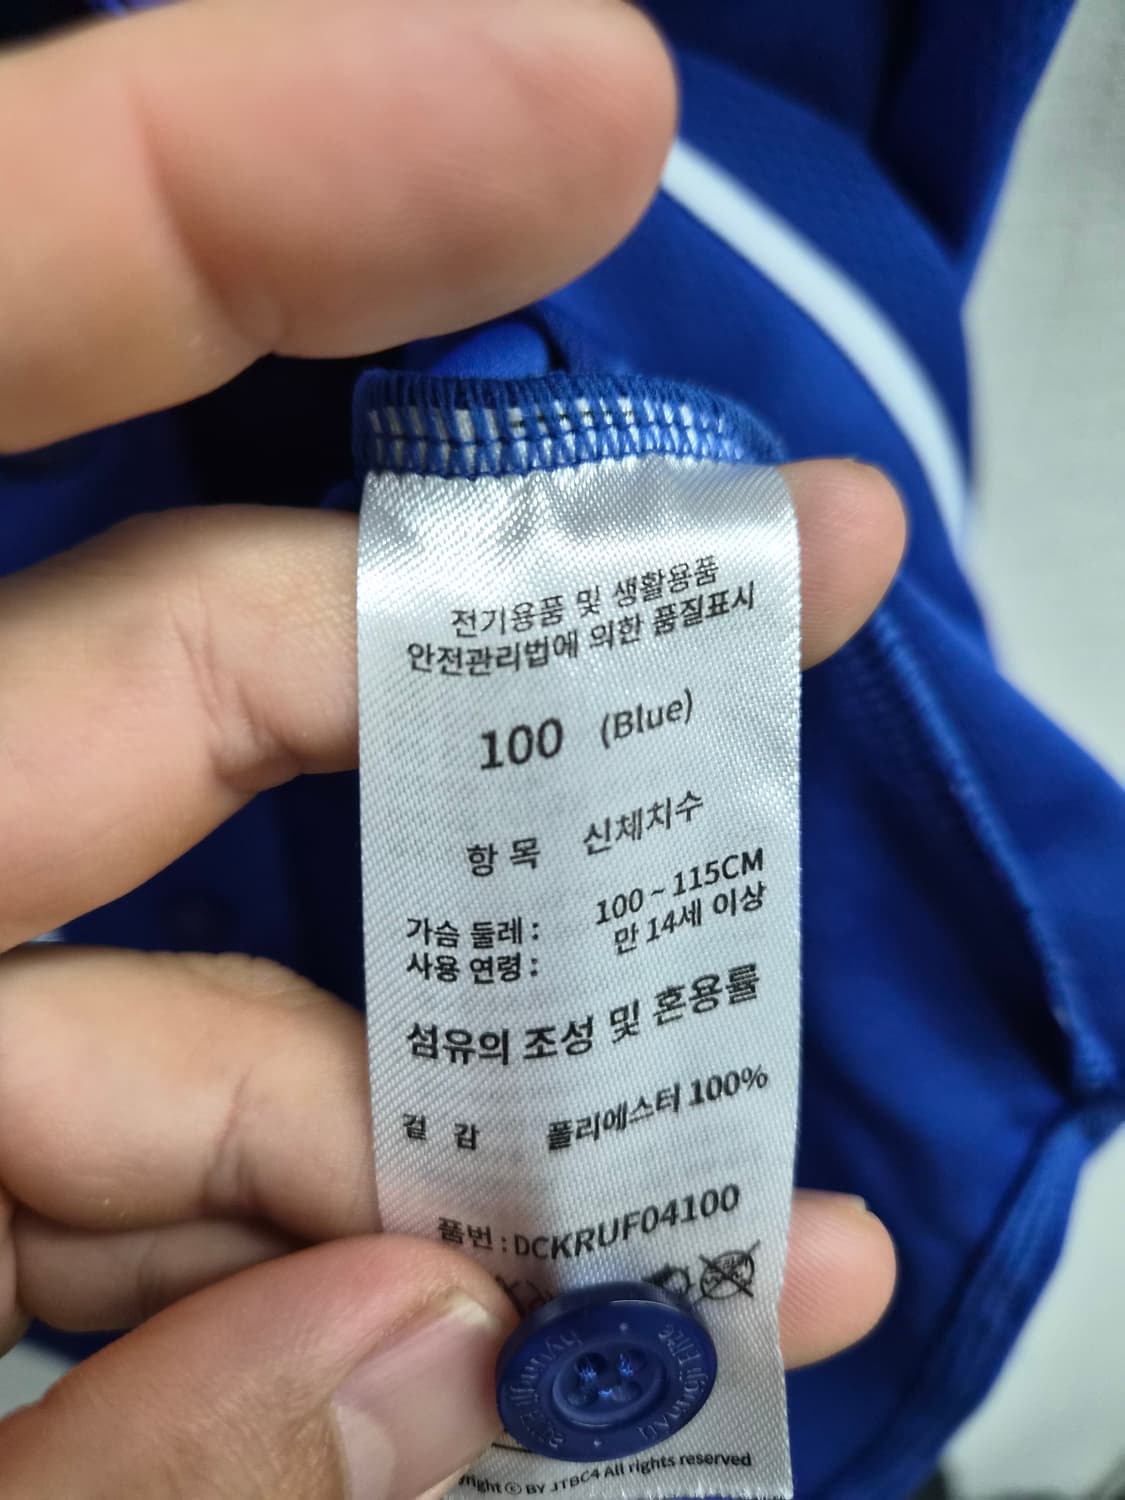 전기용품 및 생활용품
안전관리법에 의한 품질표시
100 (Blue)
항 목 신체치수
가슴 둘레 : 100 ~ 115CM
사용 연령 : 만 14세 이상
섬유의 조성 및 혼용률
겉 감 폴리에스터 100%
품번 : DCKRUF04100
ⓒ BY JTBC4 All rights reserved